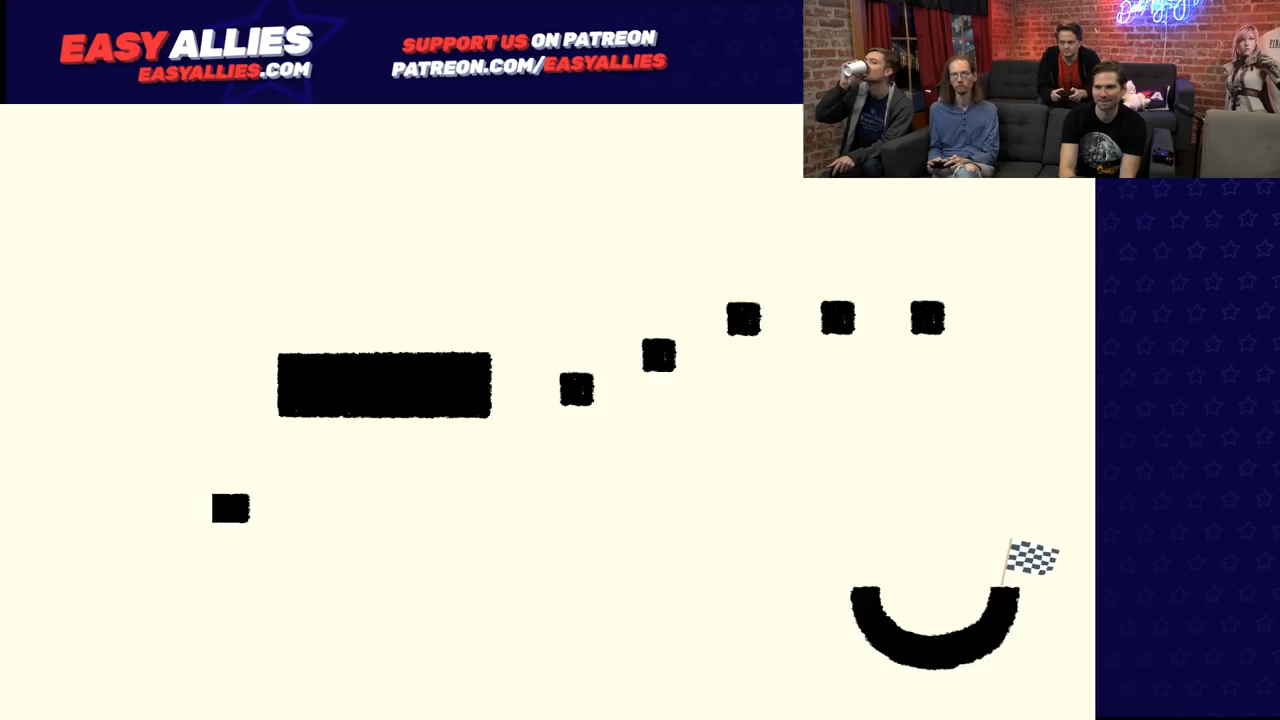 EASY ALLIES
EASYALLIES.COM
SUPPORT US ON PATREON
PATREON.COM/EASYALLIES